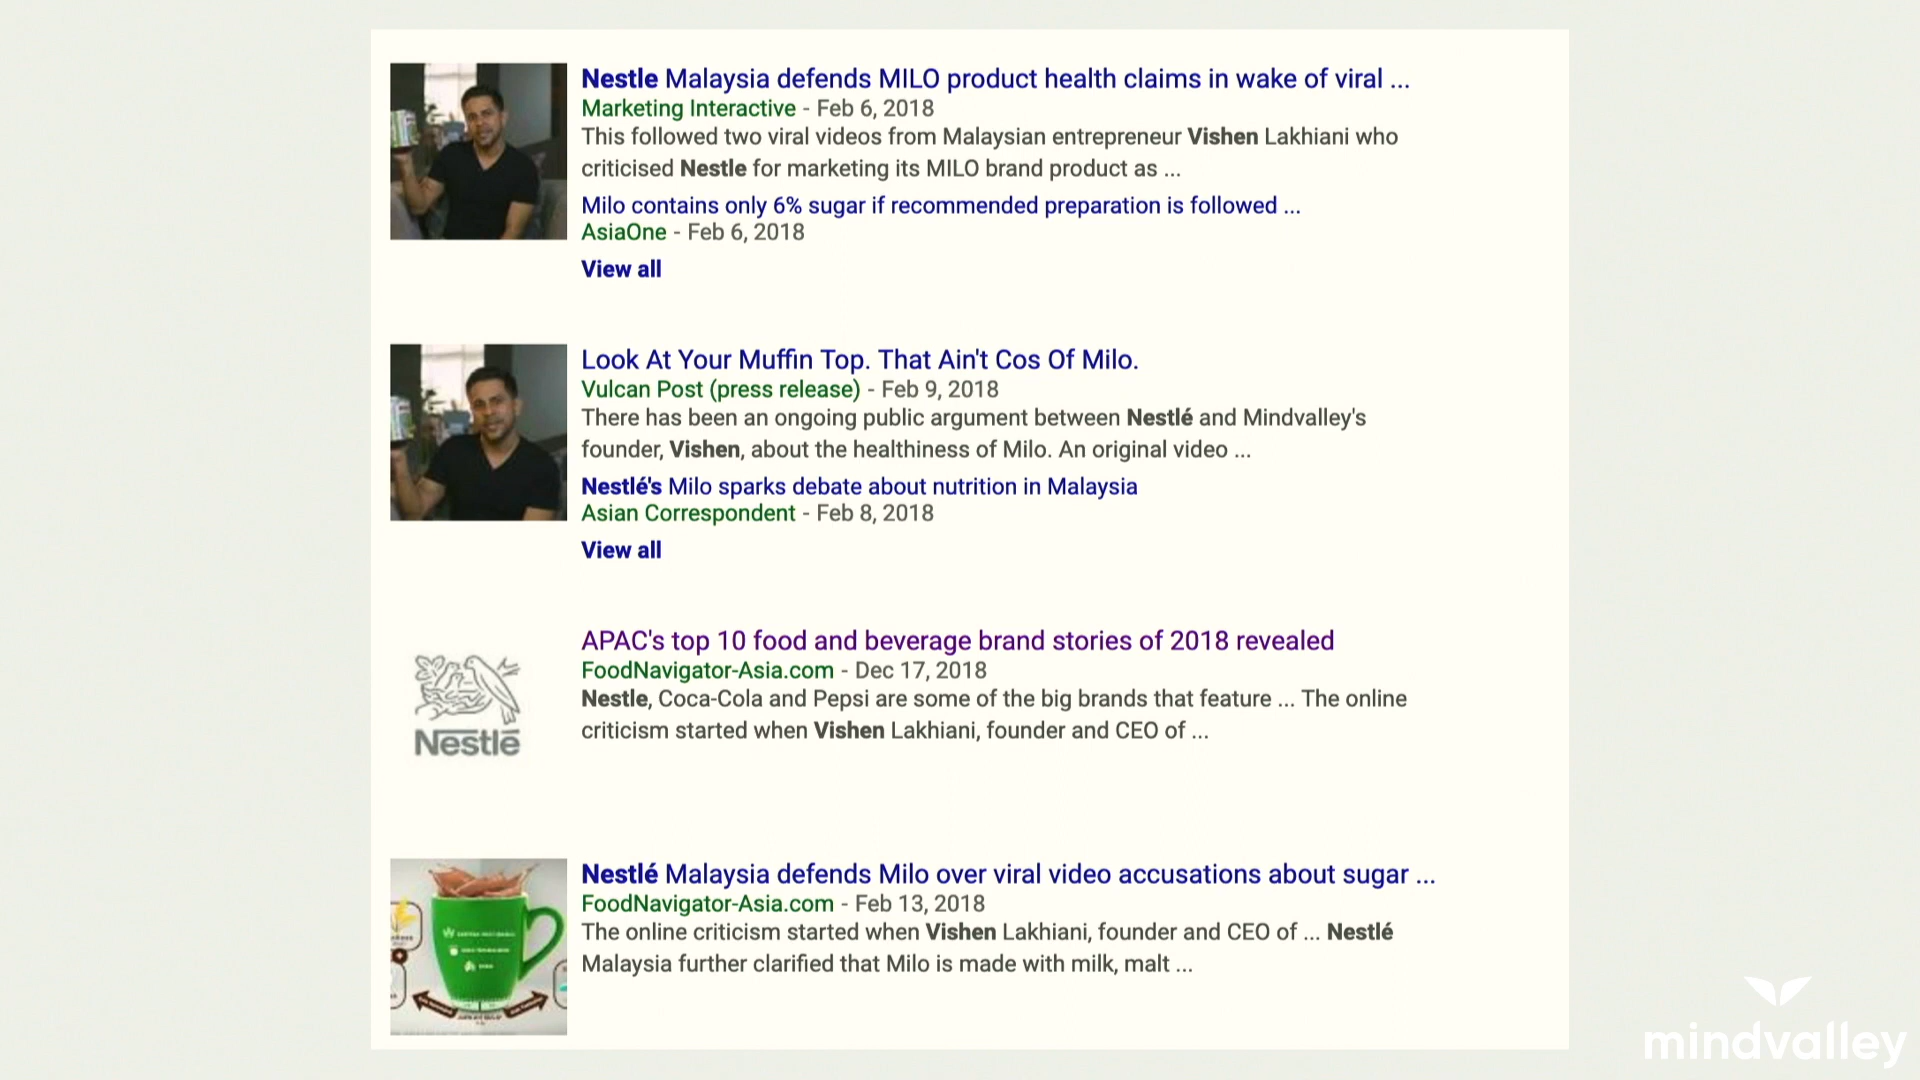 Nestle Malaysia defends MILO product health claims in wake of viral ...
Marketing Interactive - Feb 6, 2018
This followed two viral videos from Malaysian entrepreneur Vishen Lakhiani who
criticised Nestle for marketing its MILO brand product as ...
Milo contains only 6% sugar if recommended preparation is followed ...
AsiaOne - Feb 6, 2018
View all
Look At Your Muffin Top. That Ain't Cos Of Milo.
Vulcan Post (press release) - Feb 9, 2018
There has been an ongoing public argument between Nestlé and Mindvalley's
founder, Vishen, about the healthiness of Milo. An original video ...
Nestlé's Milo sparks debate about nutrition in Malaysia
Asian Correspondent - Feb 8, 2018
View all
Nestlé
APAC's top 10 food and beverage brand stories of 2018 revealed
FoodNavigator-Asia.com - Dec 17, 2018
Nestle, Coca-Cola and Pepsi are some of the big brands that feature ... The online
criticism started when Vishen Lakhiani, founder and CEO of ...
Nestlé Malaysia defends Milo over viral video accusations about sugar ...
FoodNavigator-Asia.com - Feb 13, 2018
The online criticism started when Vishen Lakhiani, founder and CEO of ... Nestlé
Malaysia further clarified that Milo is made with milk, malt ...
mindvalley